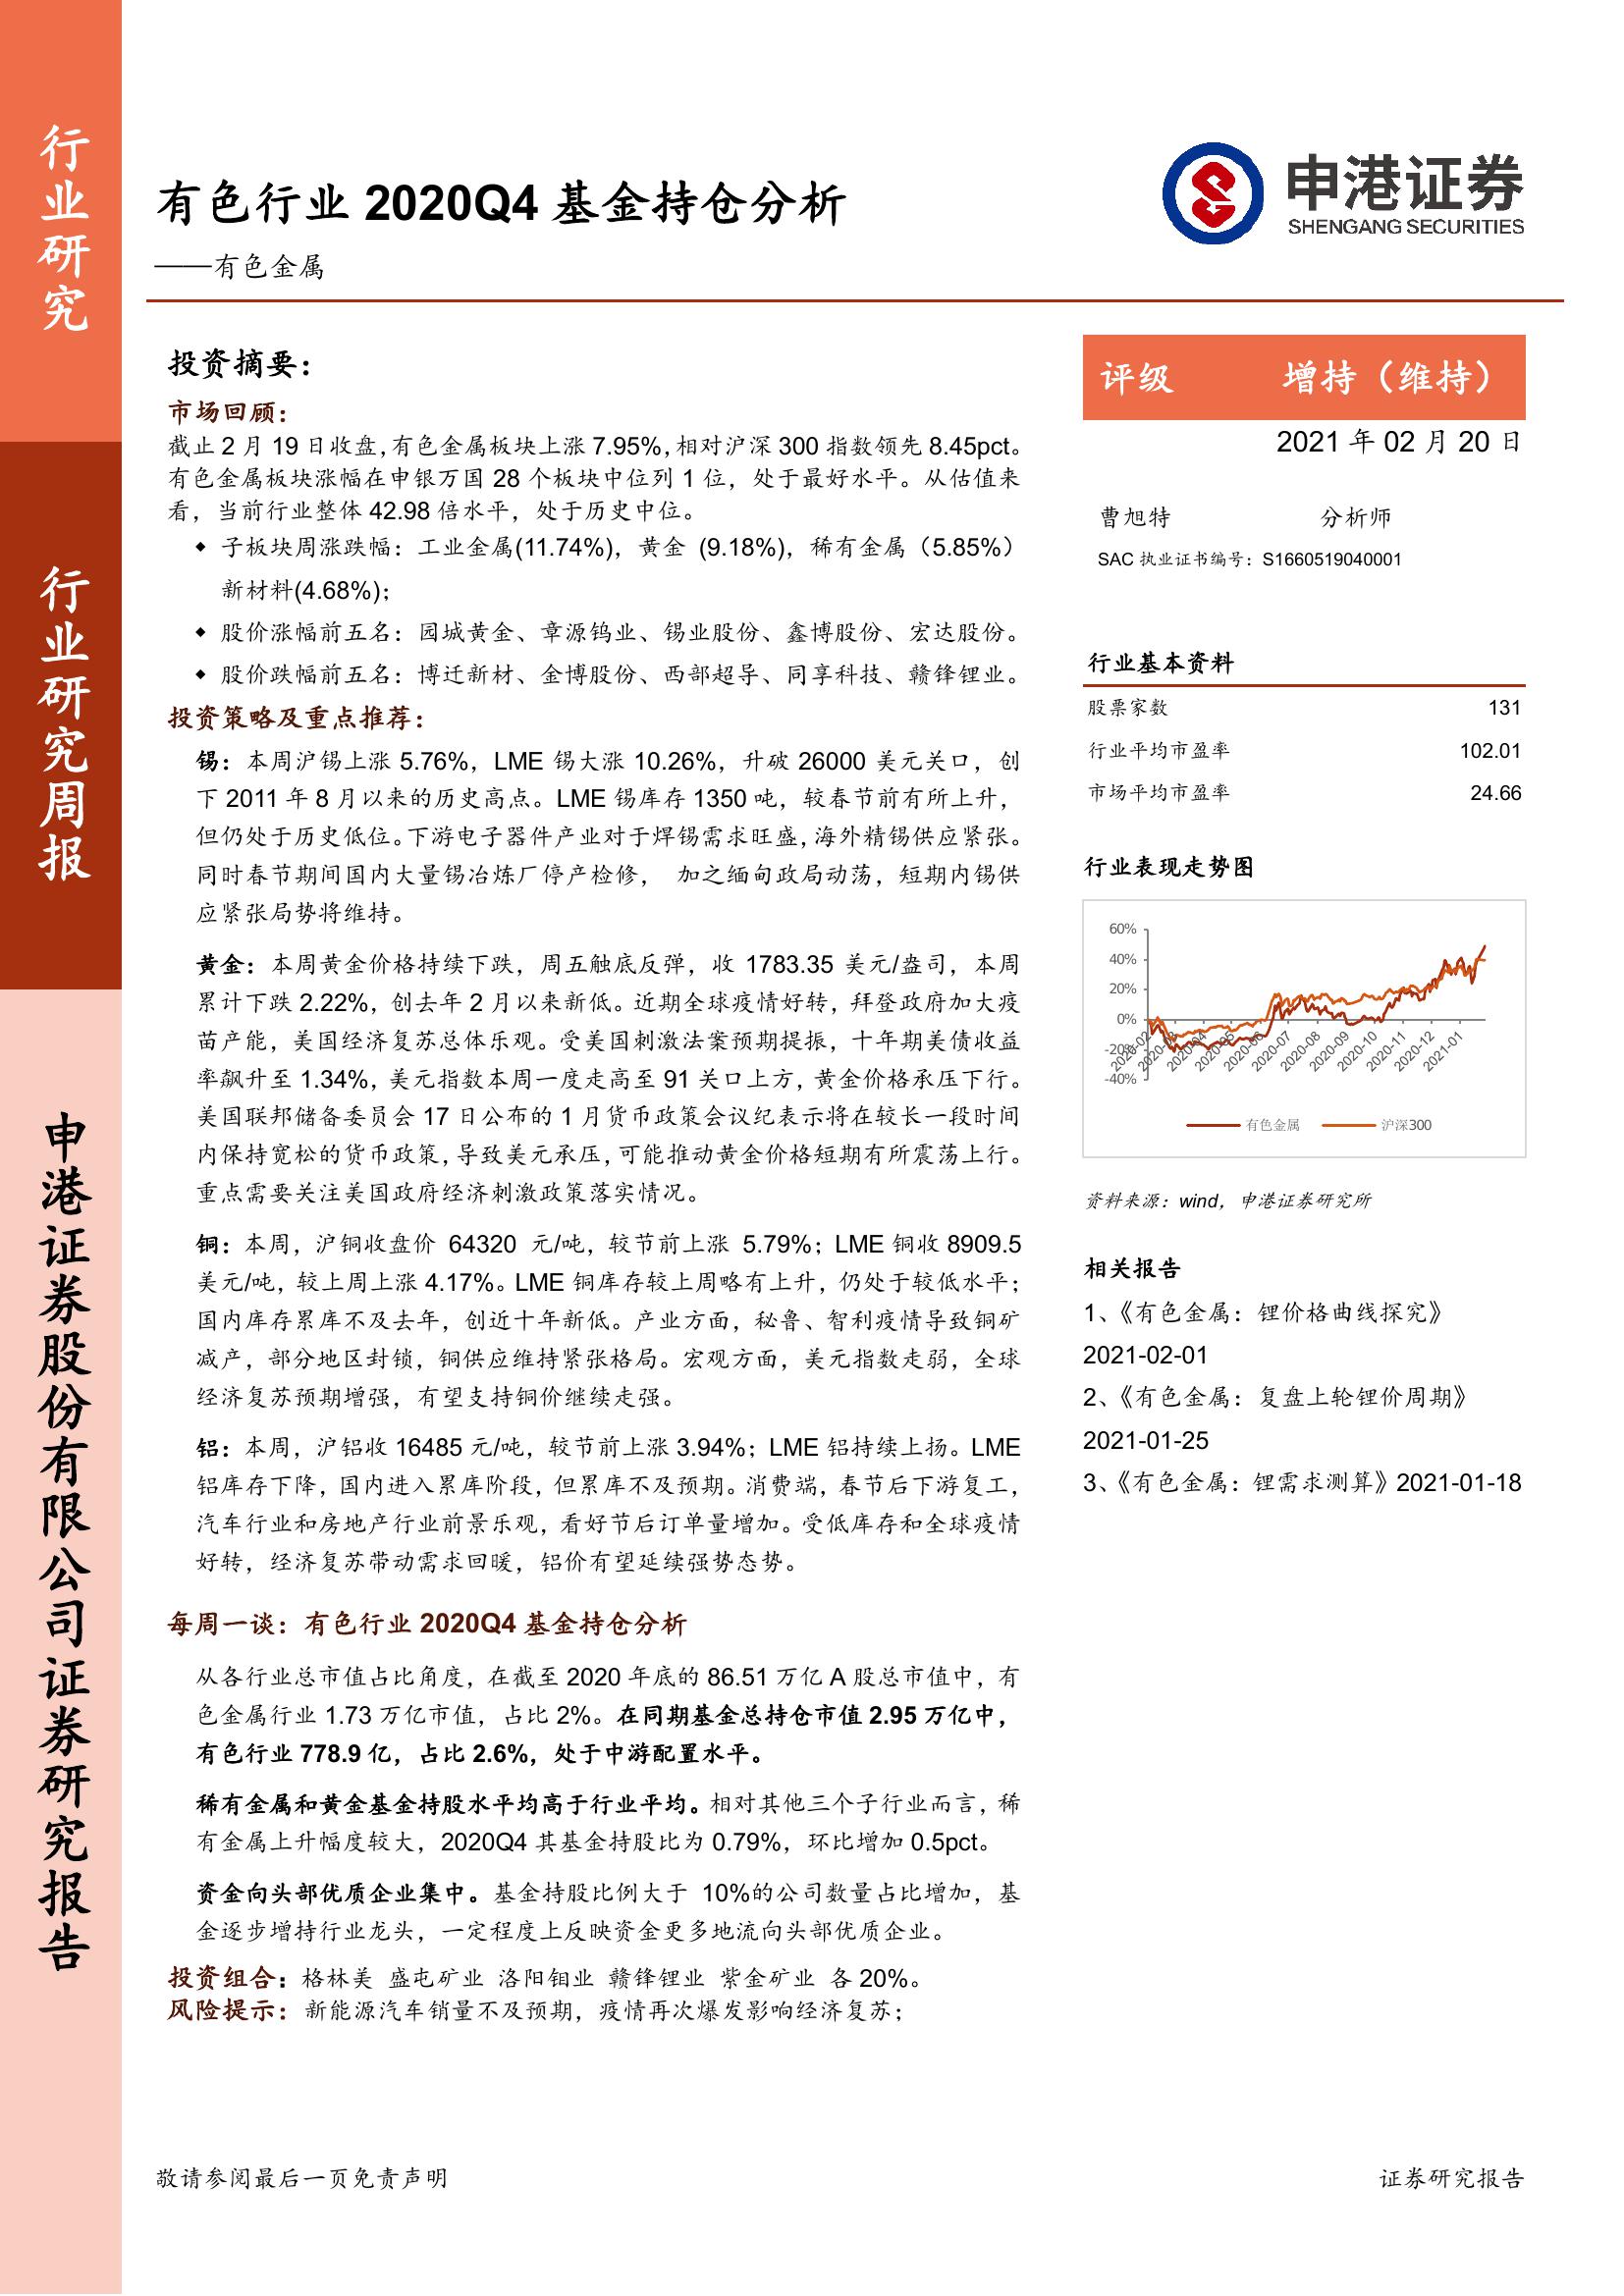 行业研究
行业研究周报
申港证券股份有限公司证券研究报告
有色行业 2020Q4 基金持仓分析
——有色金属
申港证券
SHENGANG SECURITIES
投资摘要：
市场回顾：
截止 2 月 19 日收盘，有色金属板块上涨 7.95%，相对沪深 300 指数领先 8.45pct。
有色金属板块涨幅在申银万国 28 个板块中位列 1 位，处于最好水平。从估值来
看，当前行业整体 42.98 倍水平，处于历史中位。
◆ 子板块周涨跌幅：工业金属(11.74%)，黄金 (9.18%)，稀有金属（5.85%）
新材料(4.68%)；
◆ 股价涨幅前五名：园城黄金、章源钨业、锡业股份、鑫博股份、宏达股份。
◆ 股价跌幅前五名：博迁新材、金博股份、西部超导、同享科技、赣锋锂业。
投资策略及重点推荐：
锡：本周沪锡上涨 5.76%，LME 锡大涨 10.26%，升破 26000 美元关口，创
下 2011 年 8 月以来的历史高点。LME 锡库存 1350 吨，较春节前有所上升，
但仍处于历史低位。下游电子器件产业对于焊锡需求旺盛，海外精锡供应紧张。
同时春节期间国内大量锡冶炼厂停产检修， 加之缅甸政局动荡，短期内锡供
应紧张局势将维持。
黄金：本周黄金价格持续下跌，周五触底反弹，收 1783.35 美元/盎司，本周
累计下跌 2.22%，创去年 2 月以来新低。近期全球疫情好转，拜登政府加大疫
苗产能，美国经济复苏总体乐观。受美国刺激法案预期提振，十年期美债收益
率飙升至 1.34%，美元指数本周一度走高至 91 关口上方，黄金价格承压下行。
美国联邦储备委员会 17 日公布的 1 月货币政策会议纪表示将在较长一段时间
内保持宽松的货币政策，导致美元承压，可能推动黄金价格短期有所震荡上行。
重点需要关注美国政府经济刺激政策落实情况。
铜：本周，沪铜收盘价 64320 元/吨，较节前上涨 5.79%；LME 铜收 8909.5
美元/吨，较上周上涨 4.17%。LME 铜库存较上周略有上升，仍处于较低水平；
国内库存累库不及去年，创近十年新低。产业方面，秘鲁、智利疫情导致铜矿
减产，部分地区封锁，铜供应维持紧张格局。宏观方面，美元指数走弱，全球
经济复苏预期增强，有望支持铜价继续走强。
铝：本周，沪铝收 16485 元/吨，较节前上涨 3.94%；LME 铝持续上扬。LME
铝库存下降，国内进入累库阶段，但累库不及预期。消费端，春节后下游复工，
汽车行业和房地产行业前景乐观，看好节后订单量增加。受低库存和全球疫情
好转，经济复苏带动需求回暖，铝价有望延续强势态势。
每周一谈：有色行业 2020Q4 基金持仓分析
从各行业总市值占比角度，在截至 2020 年底的 86.51 万亿 A 股总市值中，有
色金属行业 1.73 万亿市值，占比 2%。在同期基金总持仓市值 2.95 万亿中，
有色行业 778.9 亿，占比 2.6%，处于中游配置水平。
稀有金属和黄金基金持股水平均高于行业平均。相对其他三个子行业而言，稀
有金属上升幅度较大，2020Q4 其基金持股比为 0.79%，环比增加 0.5pct。
资金向头部优质企业集中。基金持股比例大于 10%的公司数量占比增加，基
金逐步增持行业龙头，一定程度上反映资金更多地流向头部优质企业。
投资组合：格林美 盛屯矿业 洛阳钼业 赣锋锂业 紫金矿业 各 20%。
风险提示：新能源汽车销量不及预期，疫情再次爆发影响经济复苏；
评级 增持（维持）
2021 年 02 月 20 日
曹旭特 分析师
SAC 执业证书编号：S1660519040001
行业基本资料
股票家数 131
行业平均市盈率 102.01
市场平均市盈率 24.66
行业表现走势图
60%
40%
20%
0%
-20%
-40%
2020-02
2020-03
2020-04
2020-05
2020-06
2020-07
2020-08
2020-09
2020-10
2020-11
2020-12
2021-01
有色金属 沪深300
资料来源：wind，申港证券研究所
相关报告
1、《有色金属：锂价格曲线探究》
2021-02-01
2、《有色金属：复盘上轮锂价周期》
2021-01-25
3、《有色金属：锂需求测算》2021-01-18
敬请参阅最后一页免责声明
证券研究报告